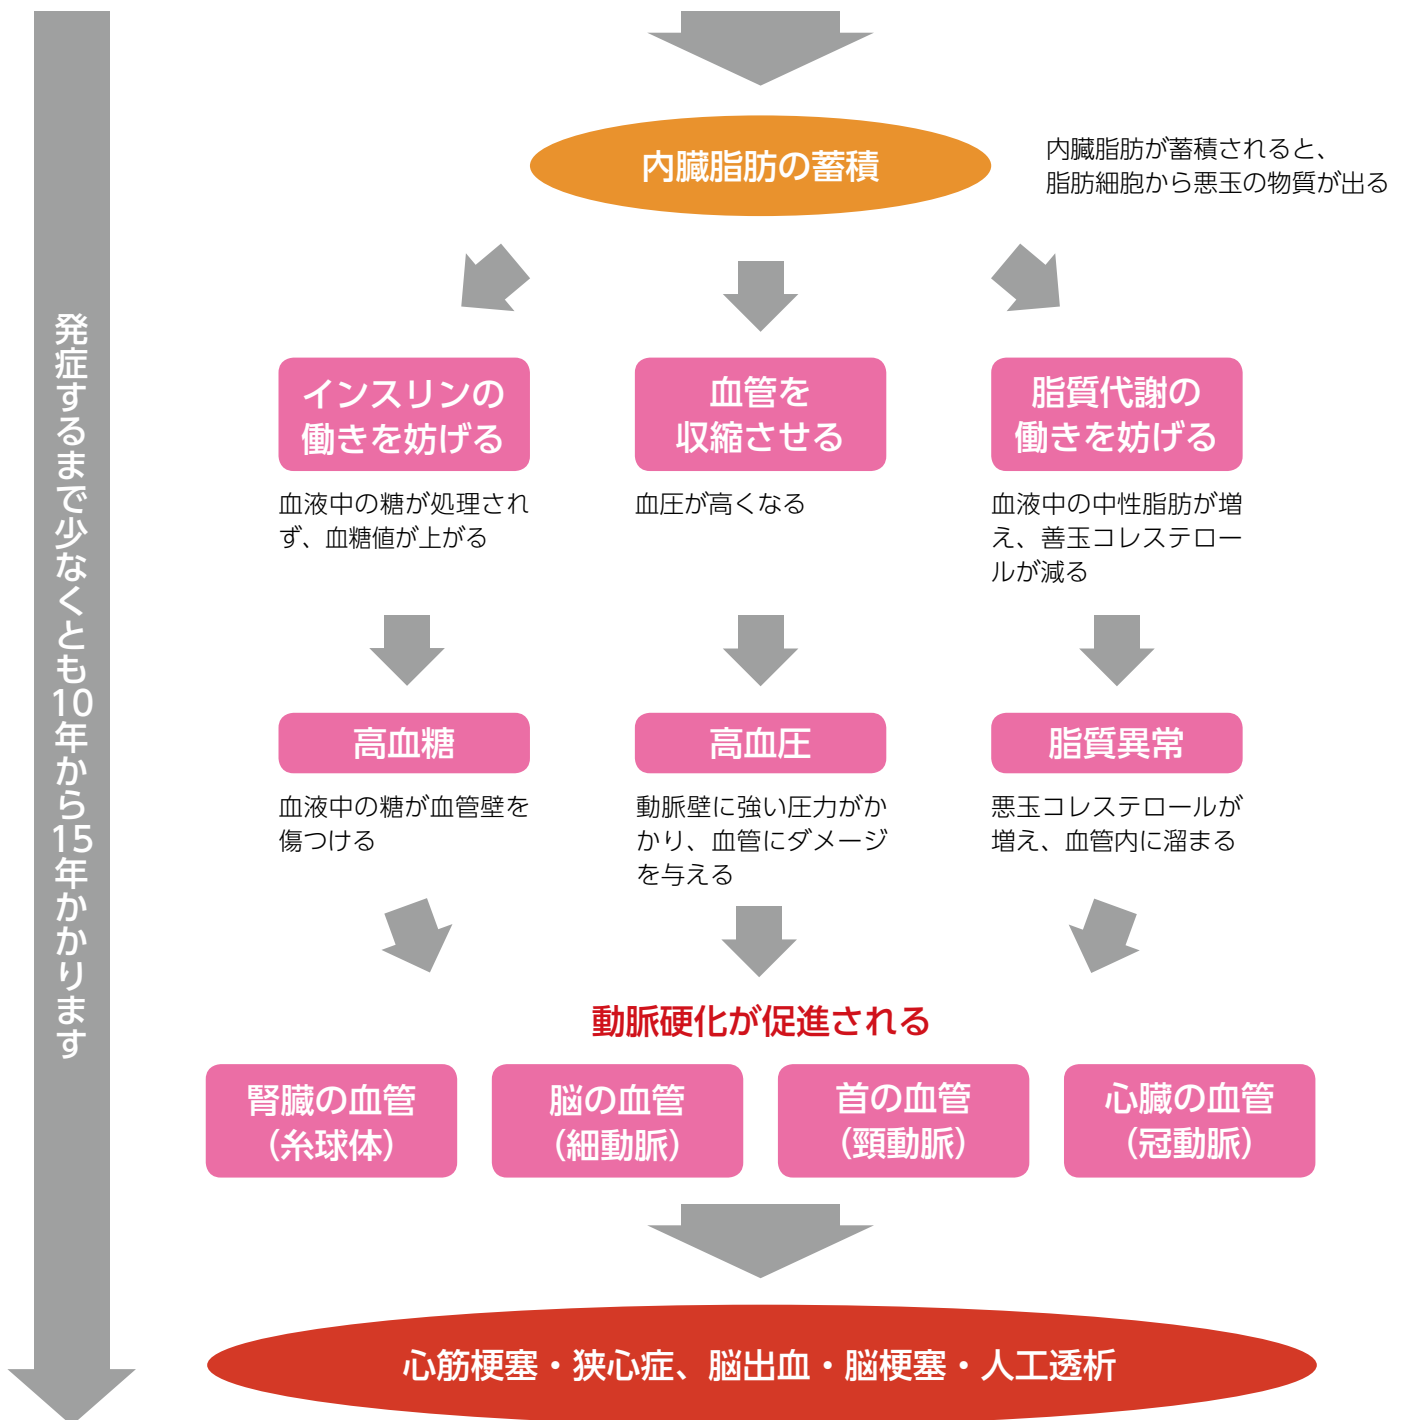 発症するまで少なくとも10年から15年かかります
内臓脂肪の蓄積
内臓脂肪が蓄積されると、
脂肪細胞から悪玉の物質が出る
インスリンの
働きを妨げる
血液中の糖が処理され
ず、血糖値が上がる
血管を
収縮させる
血圧が高くなる
脂質代謝の
働きを妨げる
血液中の中性脂肪が増
え、善玉コレステロー
ルが減る
高血糖
血液中の糖が血管壁を
傷つける
高血圧
動脈壁に強い圧力がか
かり、血管にダメージ
を与える
脂質異常
悪玉コレステロールが
増え、血管内に溜まる
動脈硬化が促進される
腎臓の血管
（糸球体）
脳の血管
（細動脈）
首の血管
（頸動脈）
心臓の血管
（冠動脈）
心筋梗塞・狭心症、脳出血・脳梗塞・人工透析